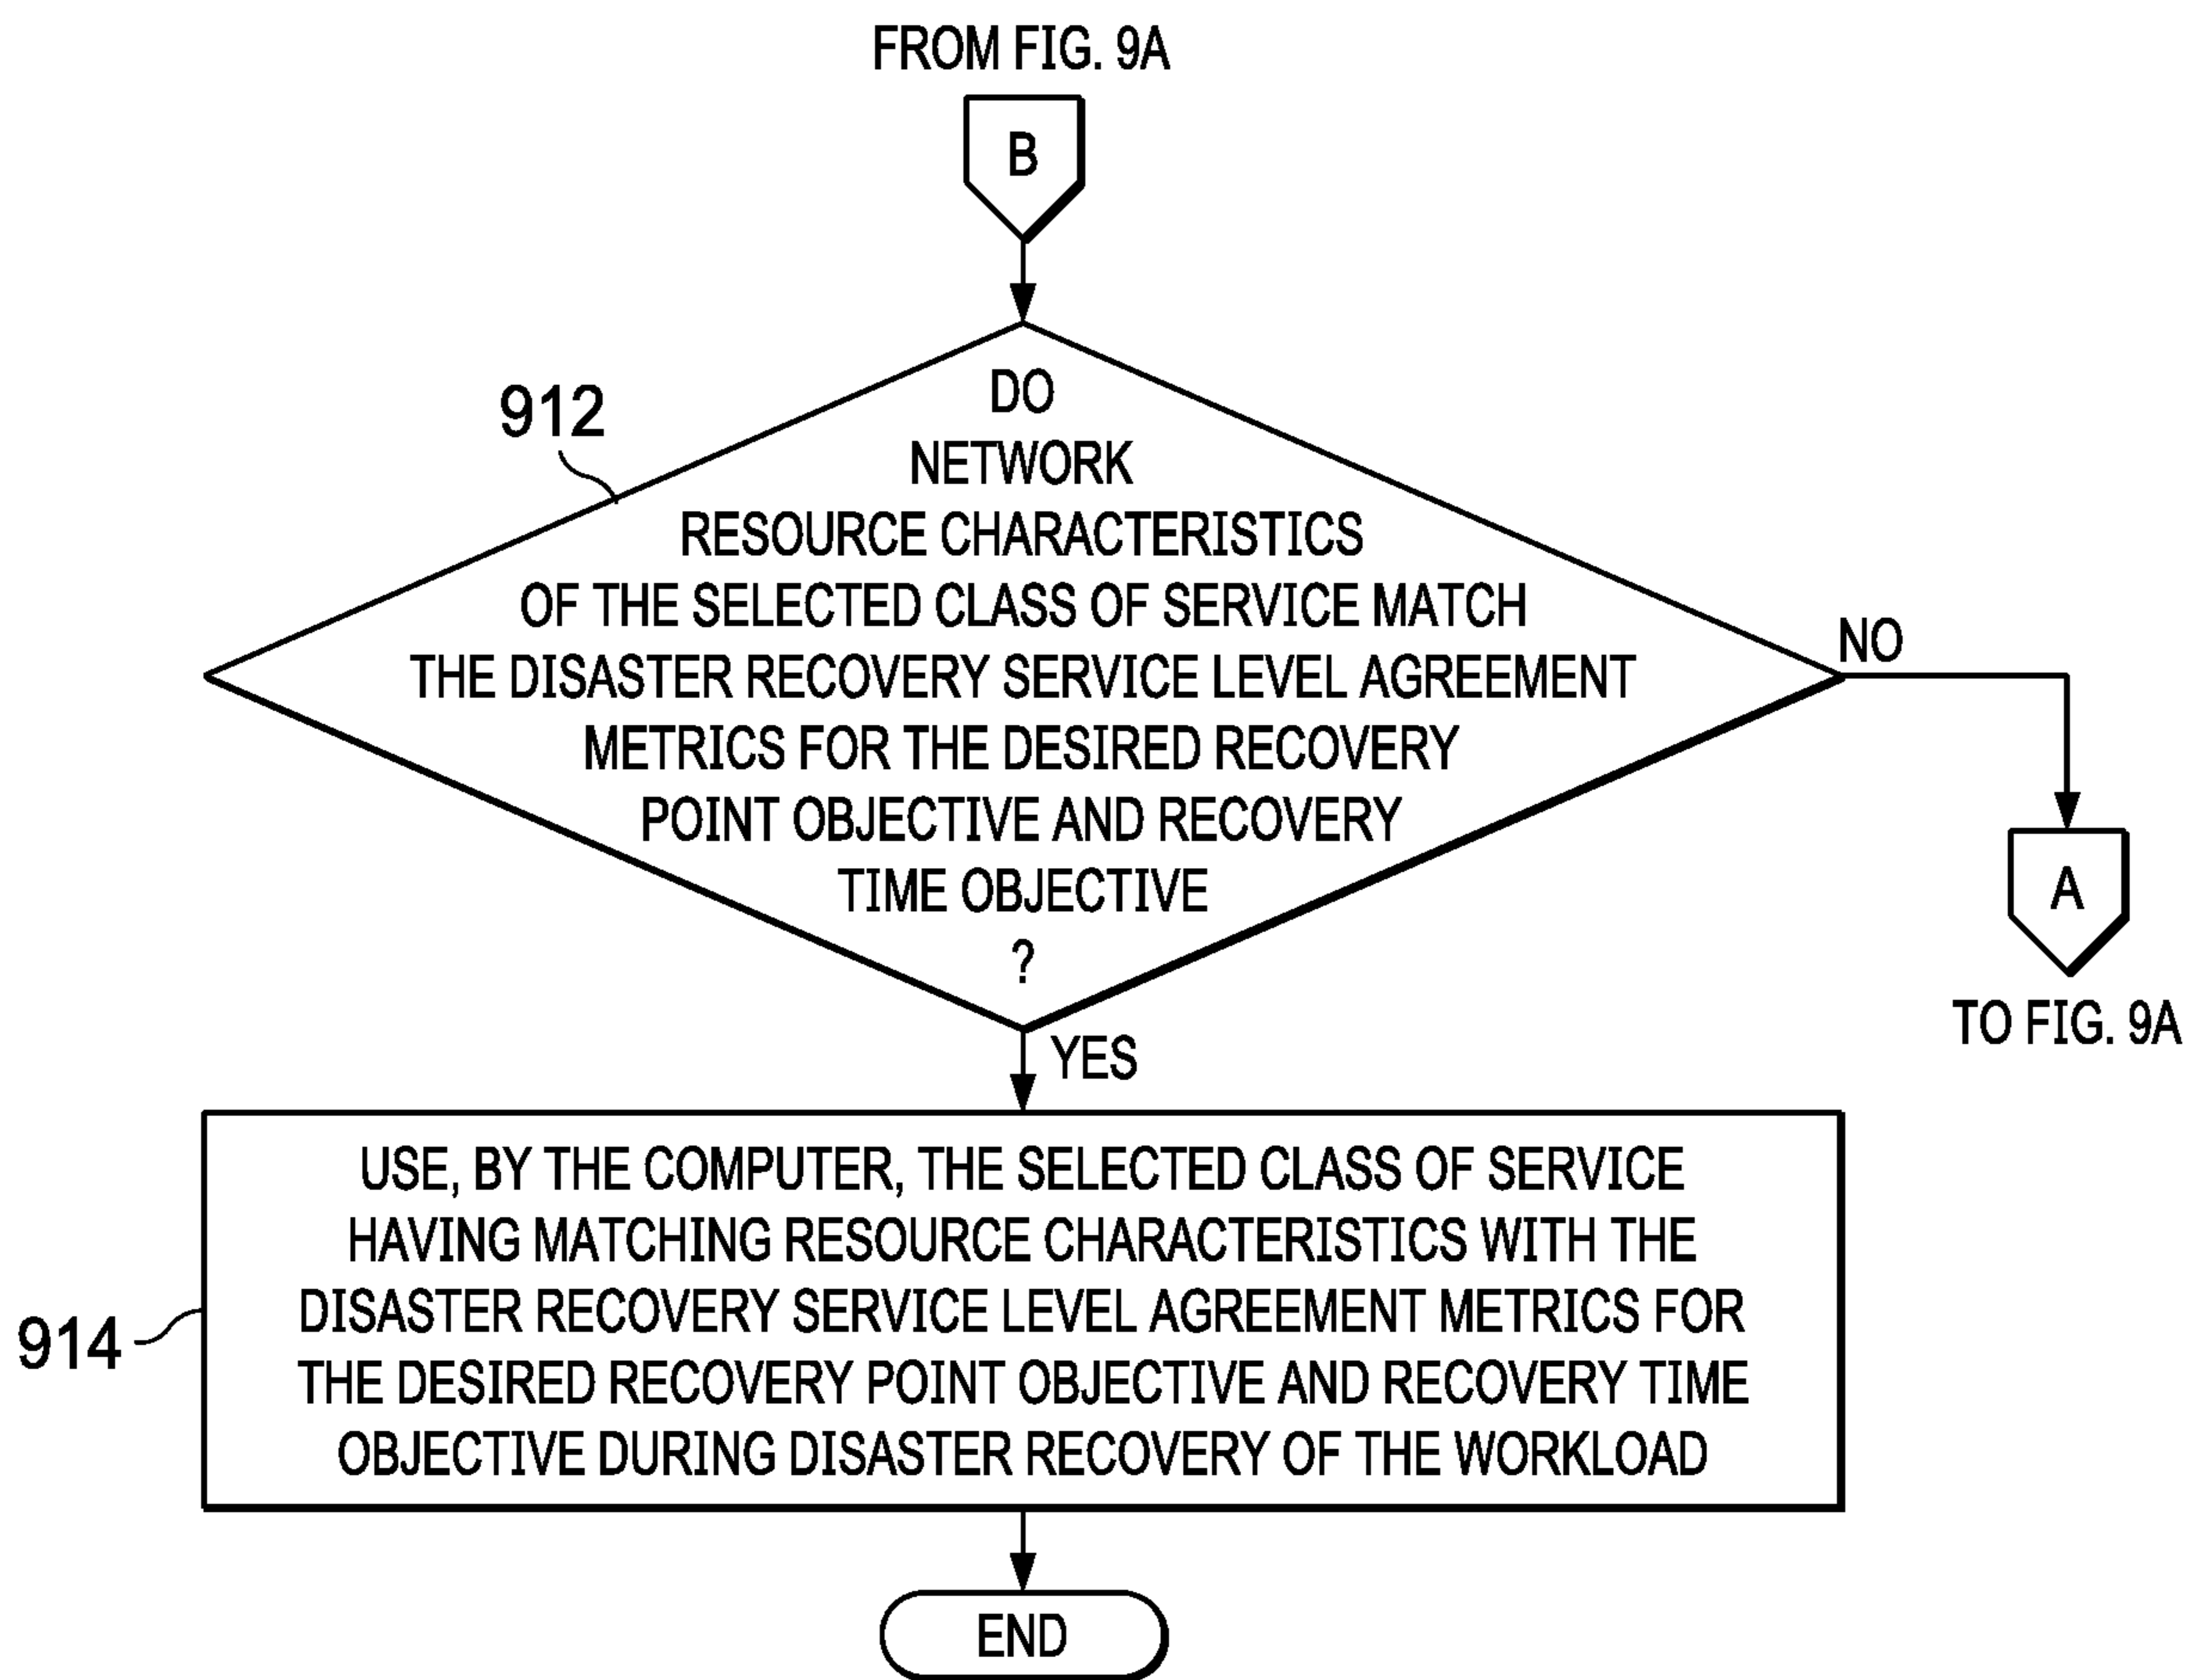 FROM FIG. 9A
B
912
DO
NETWORK
RESOURCE CHARACTERISTICS
OF THE SELECTED CLASS OF SERVICE MATCH
THE DISASTER RECOVERY SERVICE LEVEL AGREEMENT
METRICS FOR THE DESIRED RECOVERY
POINT OBJECTIVE AND RECOVERY
TIME OBJECTIVE
?
NO
A
TO FIG. 9A
YES
914
USE, BY THE COMPUTER, THE SELECTED CLASS OF SERVICE
HAVING MATCHING RESOURCE CHARACTERISTICS WITH THE
DISASTER RECOVERY SERVICE LEVEL AGREEMENT METRICS FOR
THE DESIRED RECOVERY POINT OBJECTIVE AND RECOVERY TIME
OBJECTIVE DURING DISASTER RECOVERY OF THE WORKLOAD
END